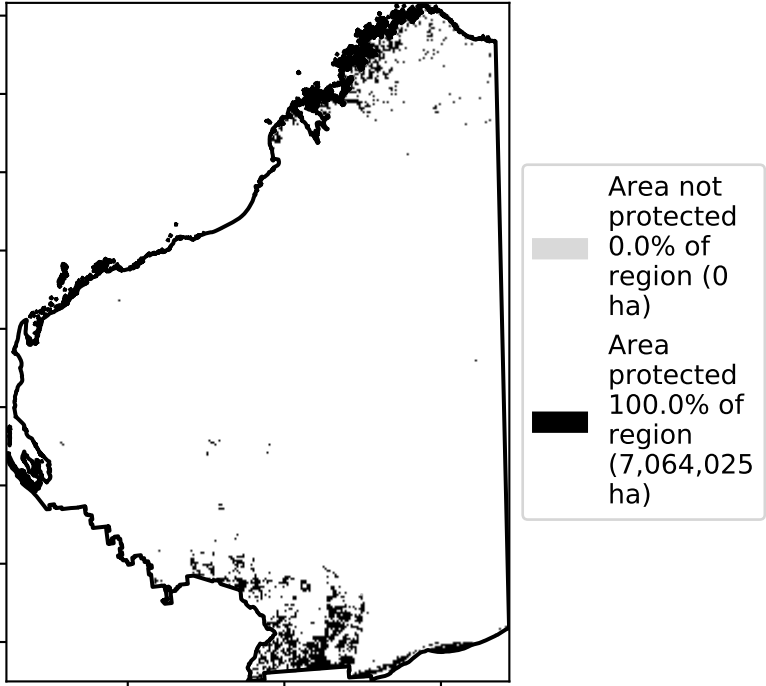 Area not
protected
0.0% of
region (0
ha)
Area
protected
100.0% of
region
(7,064,025
ha)